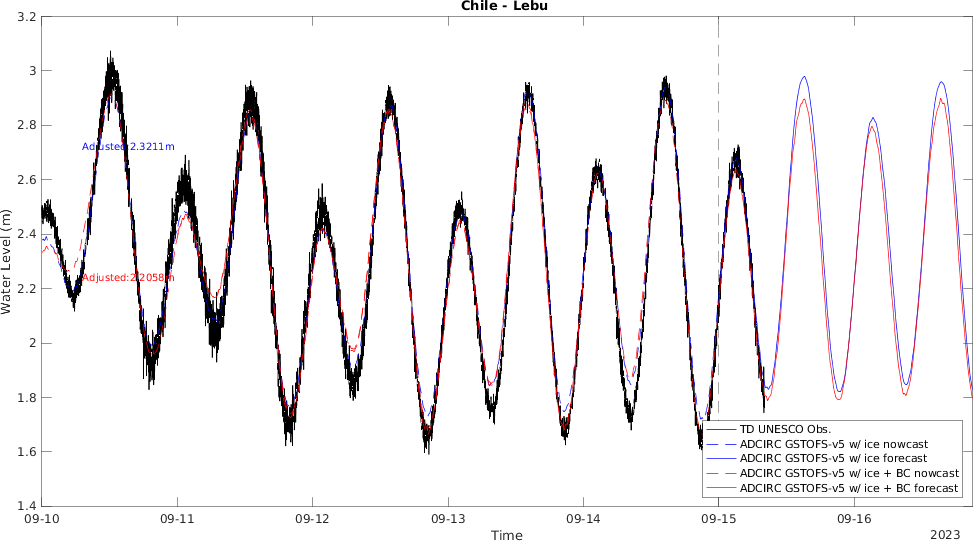 Chile - Lebu
3.2
3
2.8
2.6
2.4
2.2
2
1.8
1.6
1.4
Water Level (m)
Adjusted:2.3211m
Adjusted:2.2058m
TD UNESCO Obs.
ADCIRC GSTOFS-v5 w/ ice nowcast
ADCIRC GSTOFS-v5 w/ ice forecast
ADCIRC GSTOFS-v5 w/ ice + BC nowcast
ADCIRC GSTOFS-v5 w/ ice + BC forecast
09-10 09-11 09-12 09-13 09-14 09-15 09-16
Time
2023